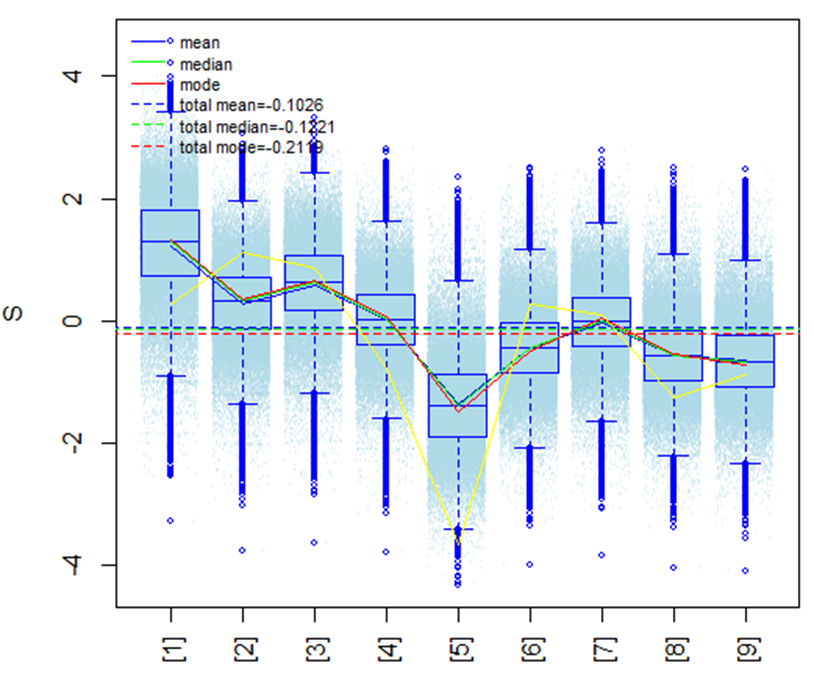 mean
median
mode
total mean=-0.1026
total median=-0.1221
total mode=-0.2119
4
2
0
-2
-4
S
[1] [2] [3] [4] [5] [6] [7] [8] [9]